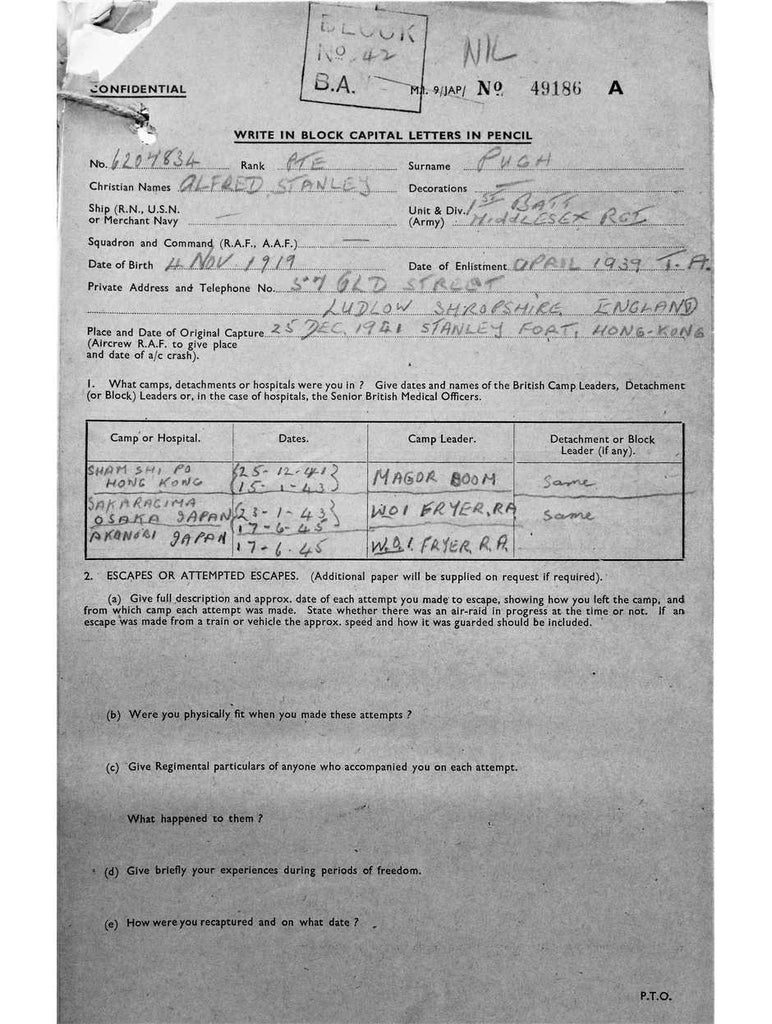 BLOCK
No. 42
B.A.
NIL
CONFIDENTIAL
M.I. 9/JAP/ No 49186 A
WRITE IN BLOCK CAPITAL LETTERS IN PENCIL
No. 6207834 Rank PTE Surname PUGH
Christian Names ALFRED STANLEY Decorations —
Ship (R.N., U.S.N. or Merchant Navy —
Unit & Div. (Army) 1ST BATT MIDDLESEX RGT
Squadron and Command (R.A.F., A.A.F.) —
Date of Birth 4 NOV 1919 Date of Enlistment APRIL 1939 T.A.
Private Address and Telephone No. 57 OLD STREET
LUDLOW SHROPSHIRE ENGLAND
Place and Date of Original Capture 25 DEC, 1941 STANLEY FORT, HONG-KONG
(Aircrew R.A.F. to give place
and date of a/c crash).
1. What camps, detachments or hospitals were you in ? Give dates and names of the British Camp Leaders, Detachment
(or Block) Leaders or, in the case of hospitals, the Senior British Medical Officers.
Camp or Hospital. Dates. Camp Leader. Detachment or Block
Leader (if any).
SHAM SHI PO 25-12-41
HONG KONG 15-1-43 MAGOR BOOM same
SAKARAGIMA 23-1-43
OSAKA JAPAN 17-6-45 WO1 FRYER, RA same
AKANOBI JAPAN 17-6-45 W.O.1. FRYER R.A.
2. ESCAPES OR ATTEMPTED ESCAPES. (Additional paper will be supplied on request if required).
(a) Give full description and approx. date of each attempt you made to escape, showing how you left the camp, and
from which camp each attempt was made. State whether there was an air-raid in progress at the time or not. If an
escape was made from a train or vehicle the approx. speed and how it was guarded should be included.
(b) Were you physically fit when you made these attempts ?
(c) Give Regimental particulars of anyone who accompanied you on each attempt.
What happened to them ?
(d) Give briefly your experiences during periods of freedom.
(e) How were you recaptured and on what date ?
P.T.O.